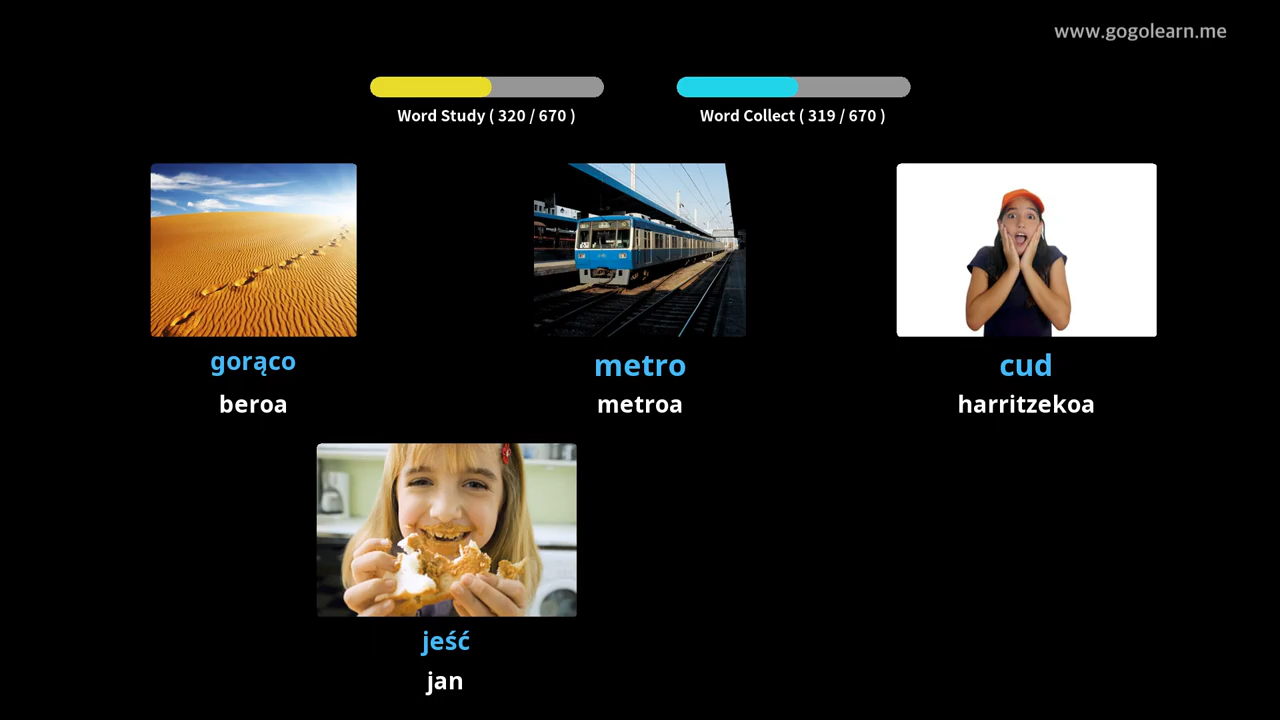 www.gogolearn.me
Word Study ( 320 / 670 )
Word Collect ( 319 / 670 )
gorąco
beroa
metro
metroa
cud
harritzekoa
jeść
jan